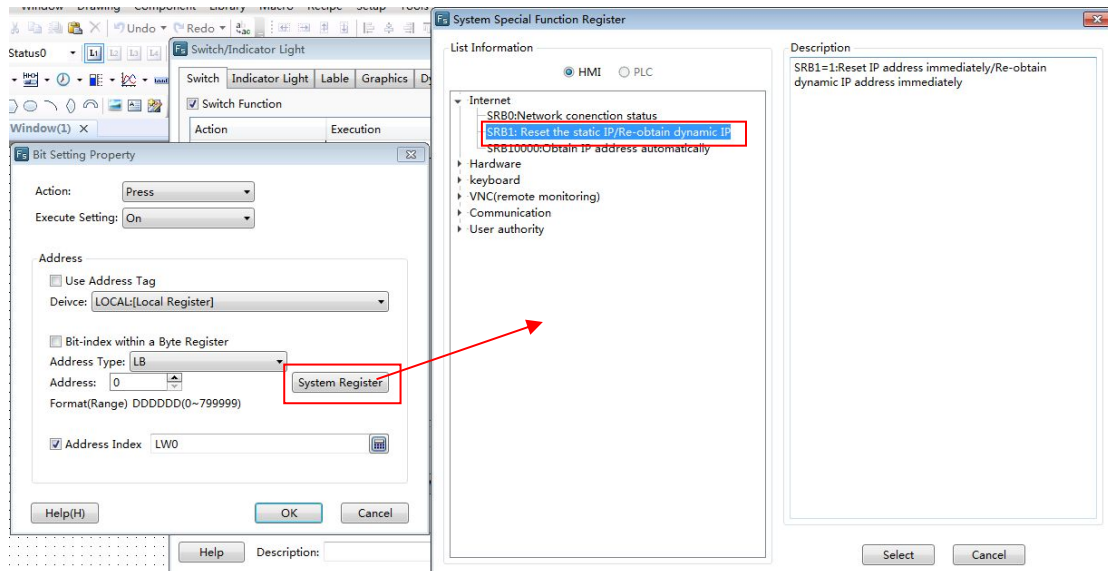 Window Drawing Component Library Macro Recipe Setup Tools
Undo Redo
Status0
Window(1)
Fs Switch/Indicator Light
Switch Indicator Light Lable Graphics
Switch Function
Action Execution
Help Description:
Fs Bit Setting Property
Action: Press
Execute Setting: On
Address
Use Address Tag
Deivce: LOCAL:[Local Register]
Bit-index within a Byte Register
Address Type: LB
Address: 0 System Register
Format(Range) DDDDDD(0~799999)
Address Index LW0
Help(H) OK Cancel
Fs System Special Function Register
List Information
HMI PLC
Internet
SRB0:Network conenction status
SRB1: Reset the static IP/Re-obtain dynamic IP
SRB10000:Obtain IP address automatically
Hardware
keyboard
VNC(remote monitoring)
Communication
User authority
Description
SRB1=1:Reset IP address immediately/Re-obtain
dynamic IP address immediately
Select Cancel